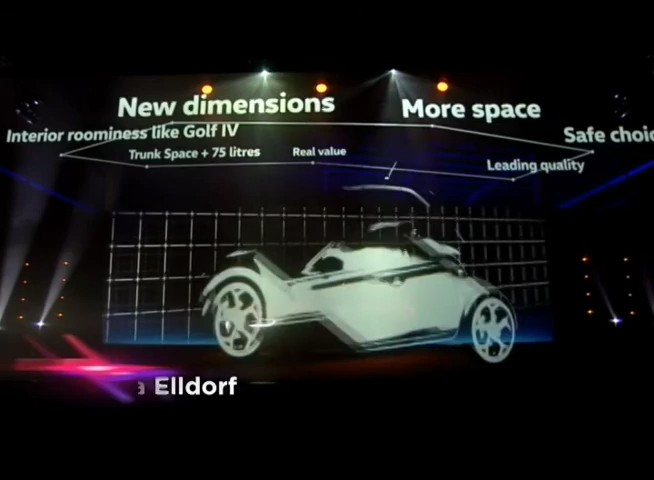 New dimensions
More space
Interior roominess like Golf IV
Safe
Trunk Space + 75 litres
Real value
Leading quality
Elldorf